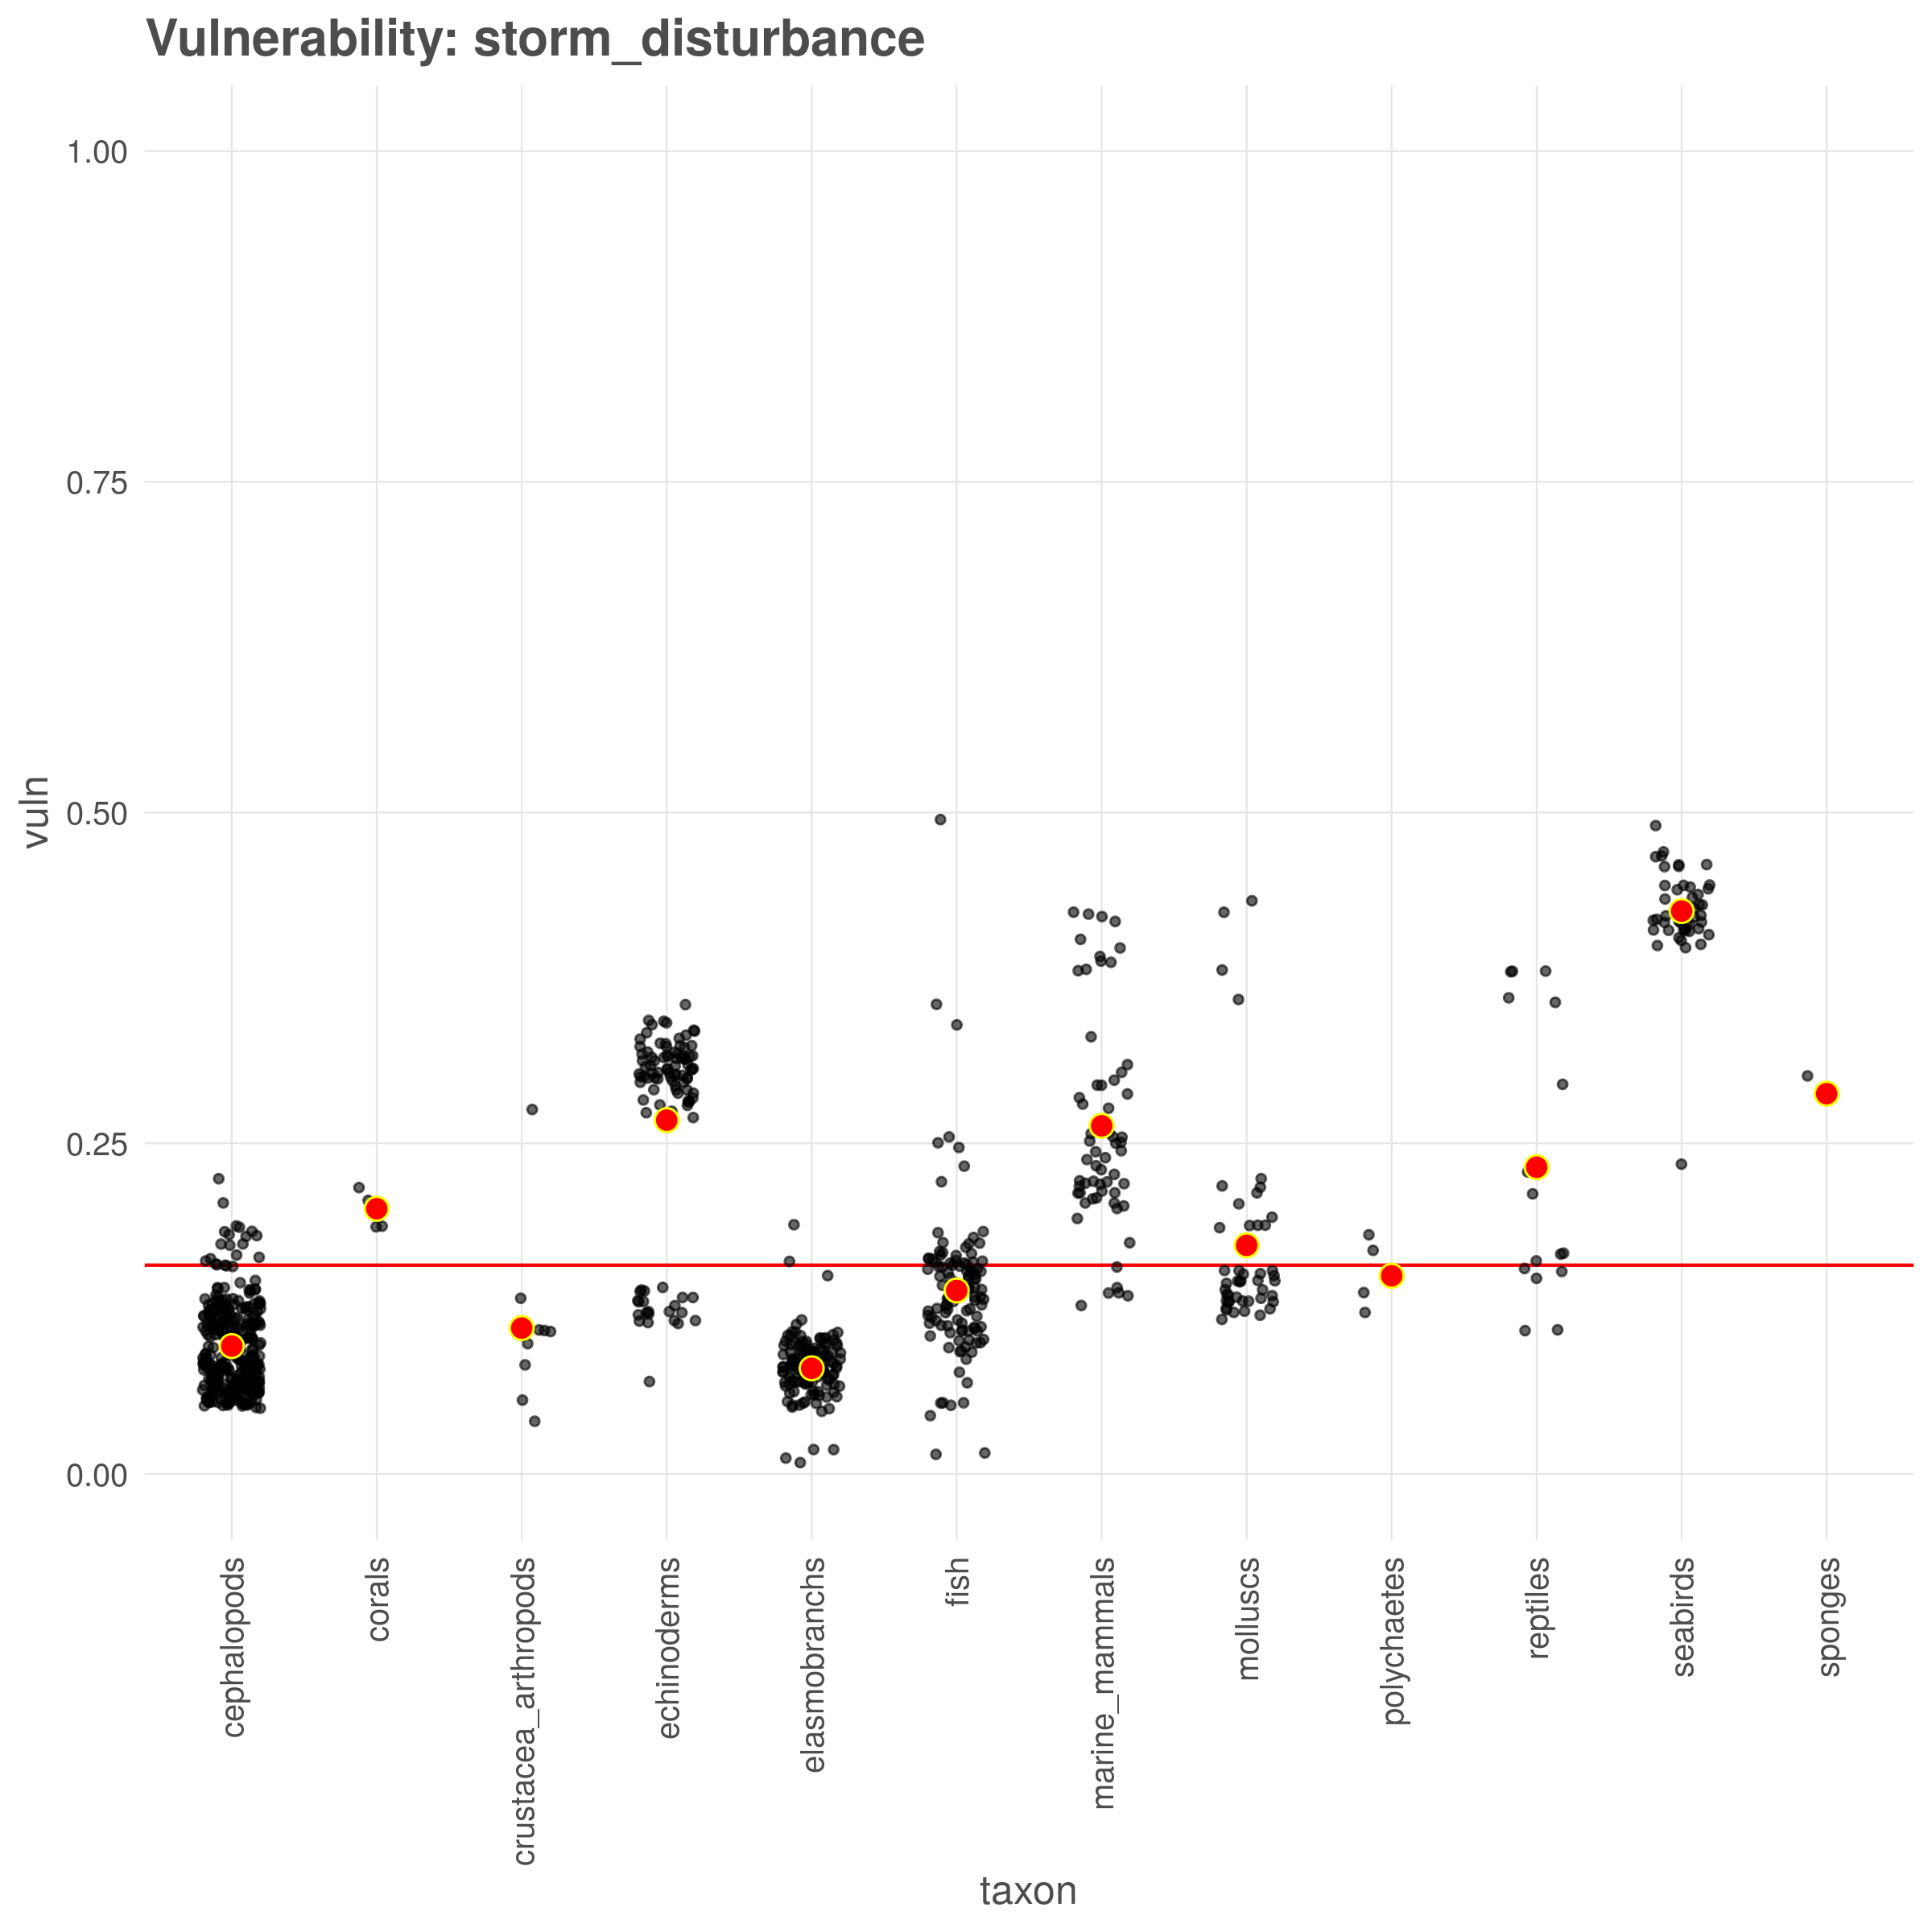 Vulnerability: storm_disturbance
vuln
1.00
0.75
0.50
0.25
0.00
cephalopods
corals
crustacea_arthropods
echinoderms
elasmobranchs
fish
marine_mammals
molluscs
polychaetes
reptiles
seabirds
sponges
taxon